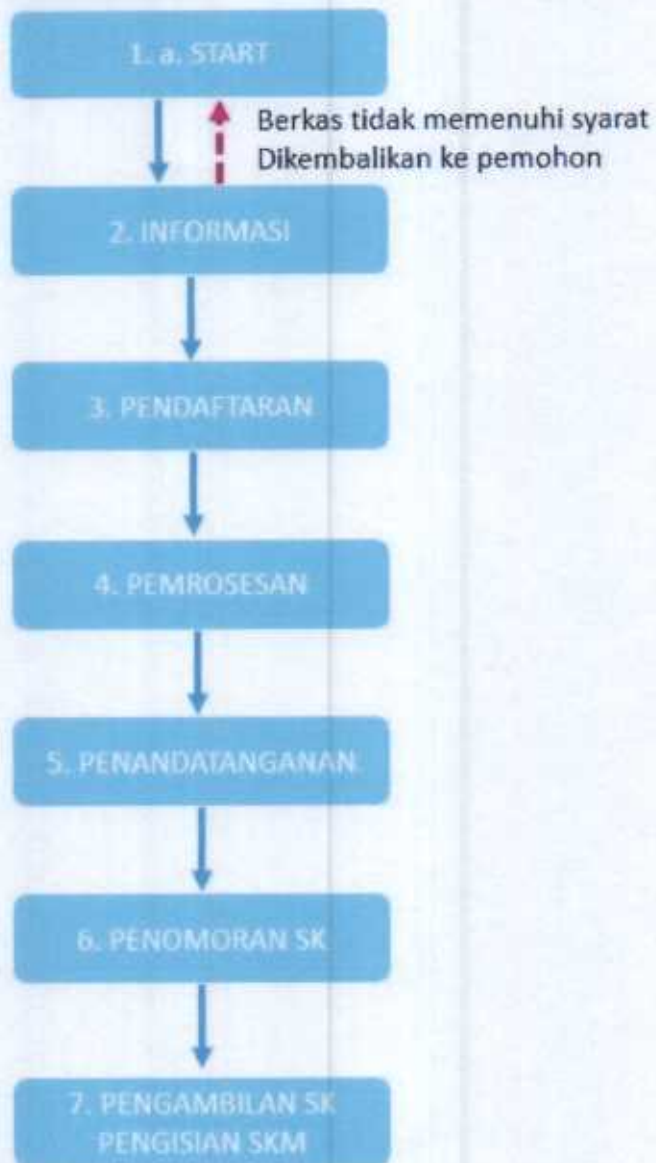 1. a. START
Berkas tidak memenuhi syarat
Dikembalikan ke pemohon
2. INFORMASI
3. PENDAFTARAN
4. PEMROSESAN
5. PENANDATANGANAN
6. PENOMORAN SK
7. PENGAMBILAN SK
PENGISIAN SKM